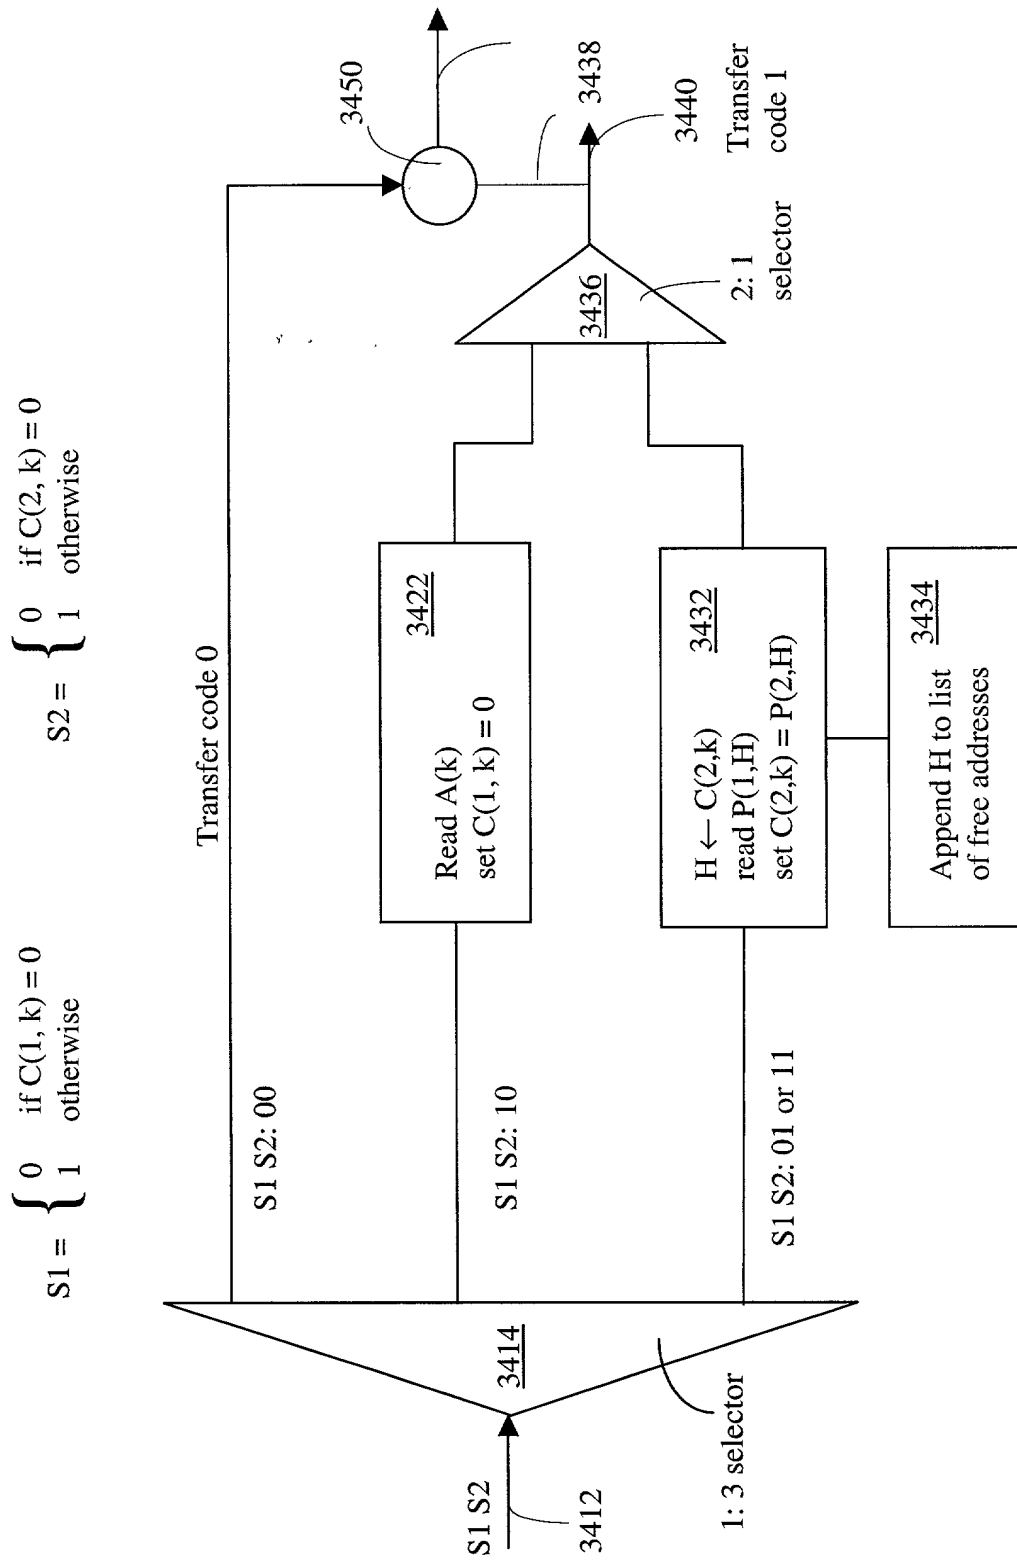 S1 = { 0 if C(1, k) = 0
1 otherwise
S2 = { 0 if C(2, k) = 0
1 otherwise
Transfer code 0
3450
S1 S2: 00
3438
3440
Transfer
code 1
3422
Read A(k)
set C(1, k) = 0
S1 S2: 10
3436
2: 1
selector
S1 S2
3412
3414
1: 3 selector
3432
H ← C(2,k)
read P(1,H)
set C(2,k) = P(2,H)
S1 S2: 01 or 11
3434
Append H to list
of free addresses